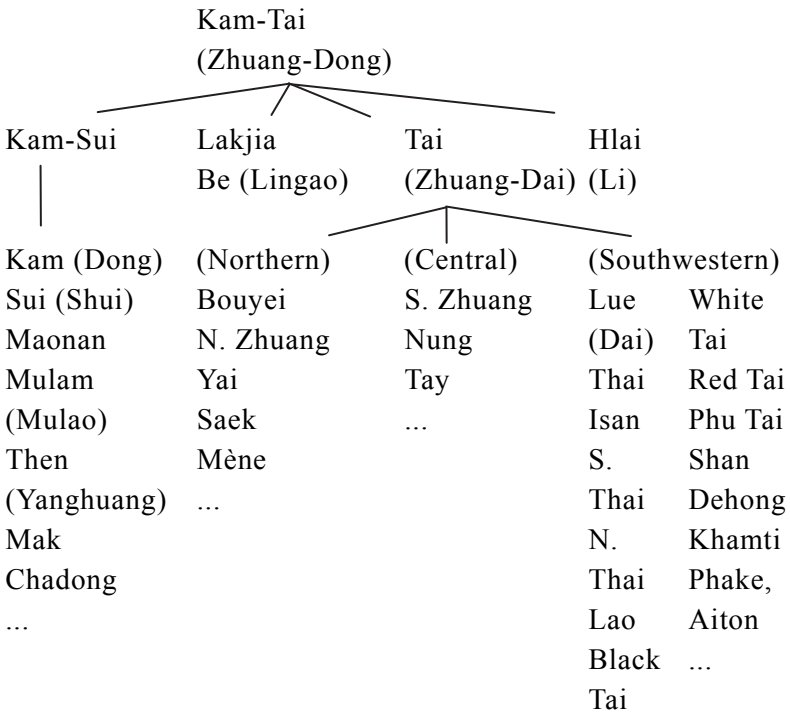 Kam-Tai
(Zhuang-Dong)
Kam-Sui
Lakjia
Be (Lingao)
Tai
(Zhuang-Dai)
Hlai
(Li)
Kam (Dong)
Sui (Shui)
Maonan
Mulam
(Mulao)
Then
(Yanghuang)
Mak
Chadong
...
(Northern)
Bouyei
N. Zhuang
Yai
Saek
Mène
...
(Central)
S. Zhuang
Nung
Tay
...
(Southwestern)
Lue
(Dai)
Thai
Isan
S.
Thai
N.
Thai
Lao
Black
Tai
White
Tai
Red Tai
Phu Tai
Shan
Dehong
Khamti
Phake,
Aiton
...